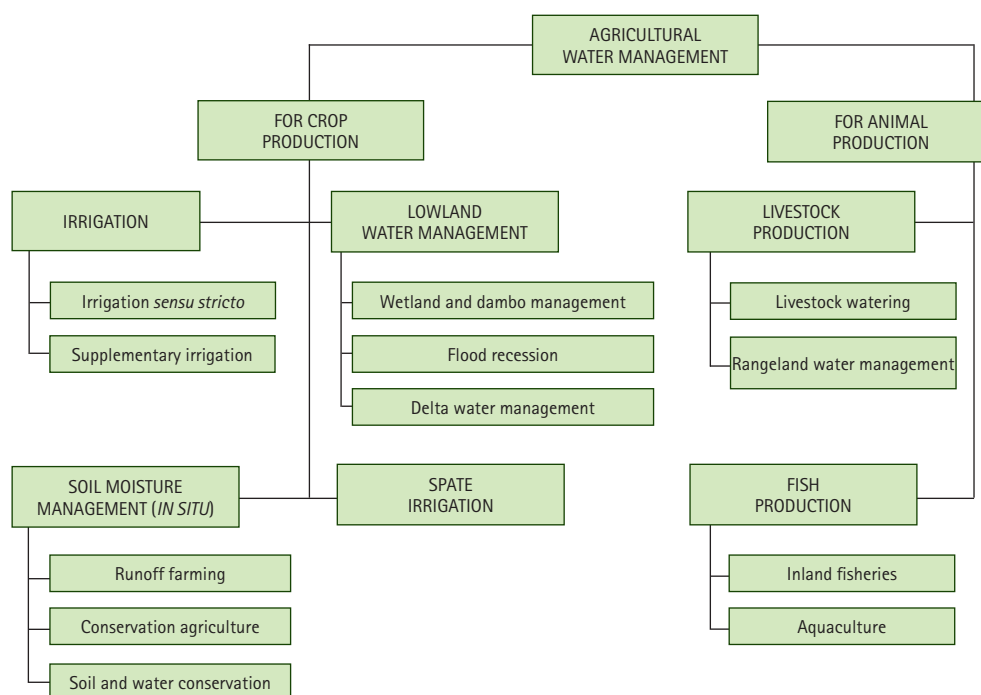 AGRICULTURAL
WATER MANAGEMENT
FOR CROP
PRODUCTION
FOR ANIMAL
PRODUCTION
IRRIGATION
LOWLAND
WATER MANAGEMENT
LIVESTOCK
PRODUCTION
Irrigation sensu stricto
Wetland and dambo management
Livestock watering
Supplementary irrigation
Flood recession
Rangeland water management
Delta water management
SOIL MOISTURE
MANAGEMENT (IN SITU)
SPATE
IRRIGATION
FISH
PRODUCTION
Runoff farming
Inland fisheries
Conservation agriculture
Aquaculture
Soil and water conservation